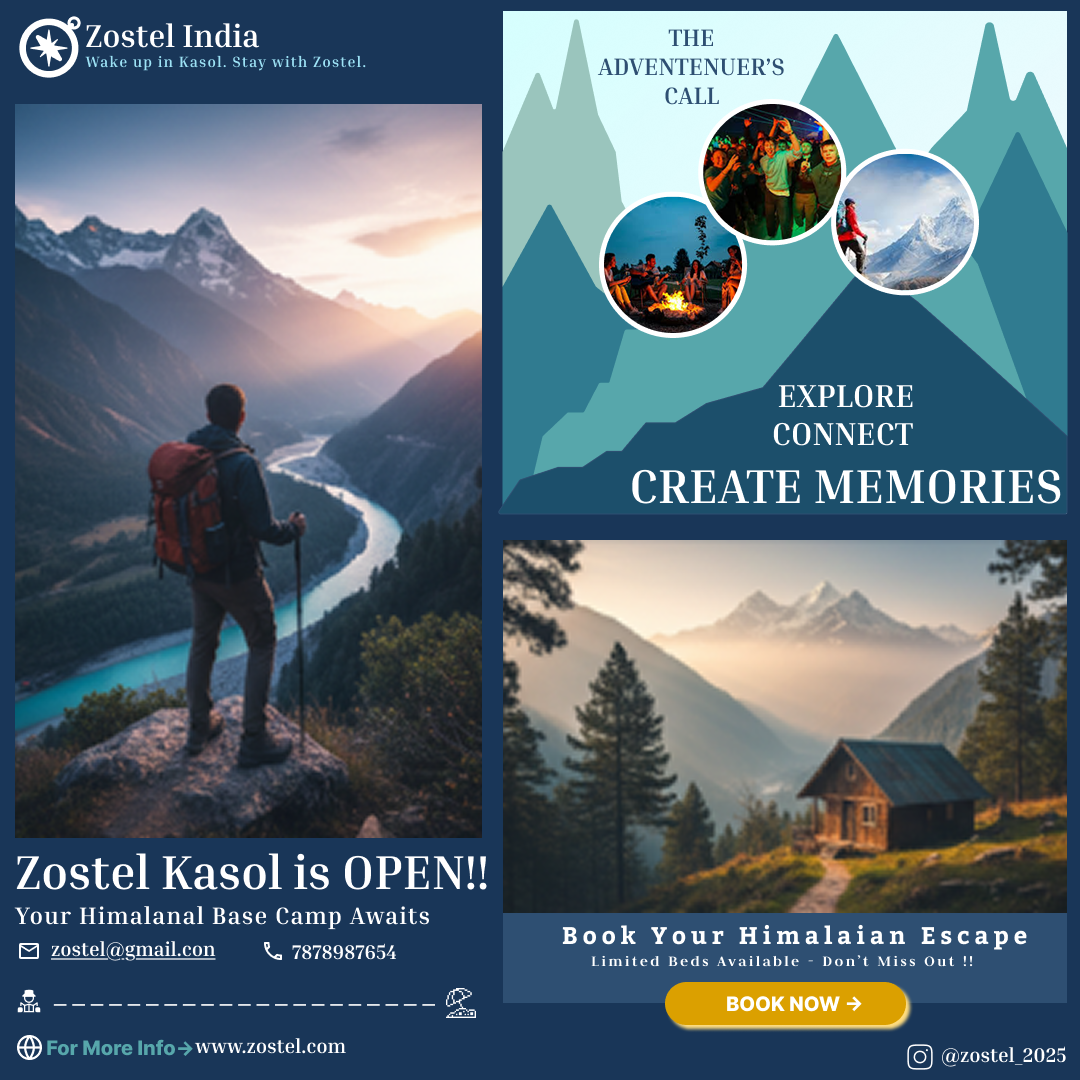 Zostel India
Wake up in Kasol. Stay with Zostel.
THE
ADVENTENUER'S
CALL
EXPLORE
CONNECT
CREATE MEMORIES
Zostel Kasol is OPEN!!
Your Himalanal Base Camp Awaits
zostel@gmail.con 7878987654
For More Info→www.zostel.com
Book Your Himalaian Escape
Limited Beds Available - Don't Miss Out !!
BOOK NOW →
@zostel_2025